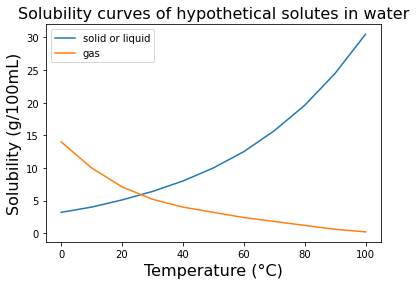 Solubility curves of hypothetical solutes in water
solid or liquid
gas
30
25
20
15
10
5
0
Solubility (g/100mL)
0 20 40 60 80 100
Temperature (°C)